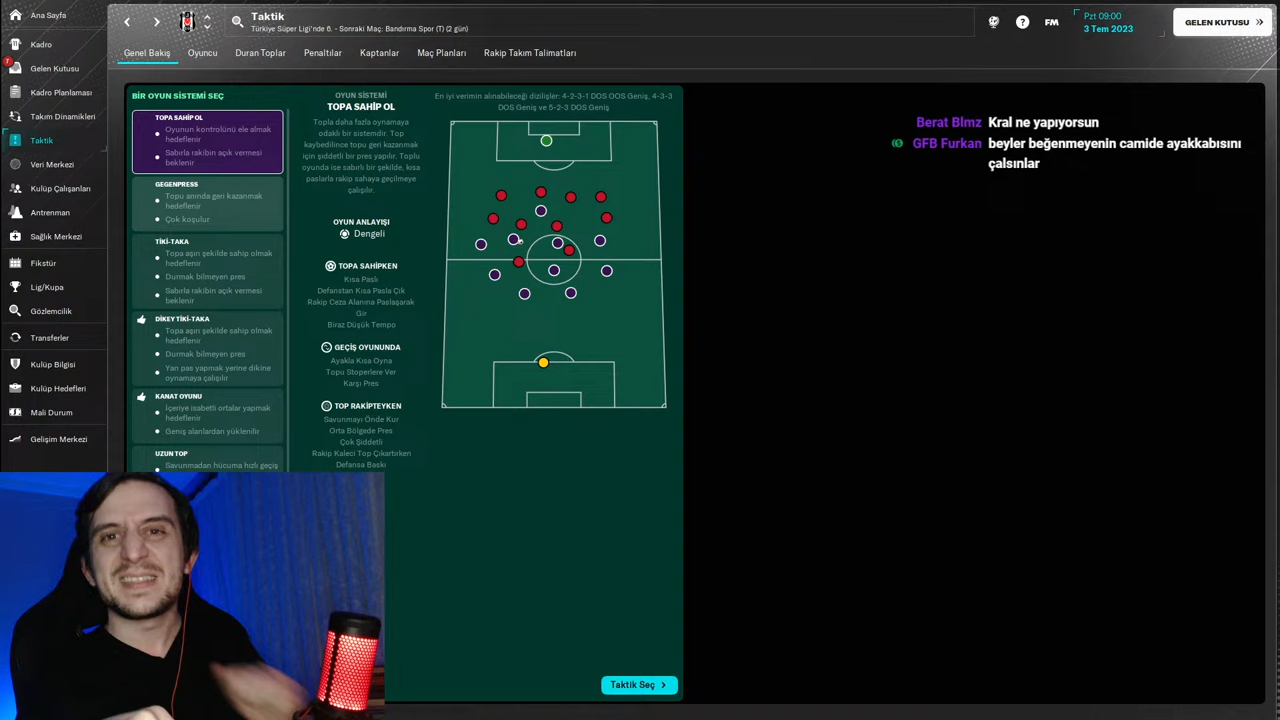 Ana Sayfa
Kadro
7
Gelen Kutusu
Kadro Planlaması
Takım Dinamikleri
Taktik
Veri Merkezi
Kulüp Çalışanları
Antrenman
Sağlık Merkezi
Fikstür
Lig/Kupa
Gözlemcilik
Transferler
Kulüp Bilgisi
Kulüp Hedefleri
Mali Durum
Gelişim Merkezi
Taktik
Türkiye Süper Ligi'nde 6. - Sonraki Maç: Bandırma Spor (T) (2 gün)
FM
Pzt 09:00
3 Tem 2023
GELEN KUTUSU
Genel Bakış
Oyuncu
Duran Toplar
Penaltılar
Kaptanlar
Maç Planları
Rakip Takım Talimatları
BİR OYUN SİSTEMİ SEÇ
TOPA SAHİP OL
Oyunun kontrolünü ele almak
hedeflenir
Sabırla rakibin açık vermesi
beklenir
GEGENPRESS
Topu anında geri kazanmak
hedeflenir
Çok koşulur
TİKİ-TAKA
Topa aşırı şekilde sahip olmak
hedeflenir
Durmak bilmeyen pres
Sabırla rakibin açık vermesi
beklenir
DİKEY TİKİ-TAKA
Topa aşırı şekilde sahip olmak
hedeflenir
Durmak bilmeyen pres
Yan pas yapmak yerine dikine
oynamaya çalışılır
KANAT OYUNU
İçeriye isabetli ortalar yapmak
hedeflenir
Geniş alanlardan yüklenilir
UZUN TOP
Savunmadan hücuma hızlı geçiş
OYUN SİSTEMİ
TOPA SAHİP OL
Topla daha fazla oynamaya
odaklı bir sistemdir. Top
kaybedilince topu geri kazanmak
için şiddetli bir pres yapılır. Toplu
oyunda ise sabırlı bir şekilde, kısa
paslarla rakip sahaya geçilmeye
çalışılır.
OYUN ANLAYIŞI
Dengeli
TOPA SAHİPKEN
Kısa Paslı
Defanstan Kısa Pasla Çık
Rakip Ceza Alanına Paslaşarak
Gir
Biraz Düşük Tempo
GEÇİŞ OYUNUNDA
Ayakla Kısa Oyna
Topu Stoperlere Ver
Karşı Pres
TOP RAKİPTEYKEN
Savunmayı Önde Kur
Orta Bölgede Pres
Çok Şiddetli
Rakip Kaleci Top Çıkartırken
Defansa Baskı
En iyi verimin alınabileceği dizilişler: 4-2-3-1 DOS OOS Geniş, 4-3-3
DOS Geniş ve 5-2-3 DOS Geniş
Taktik Seç
Berat Blmz Kral ne yapıyorsun
GFB Furkan beyler beğenmeyenin camide ayakkabısını
çalsınlar